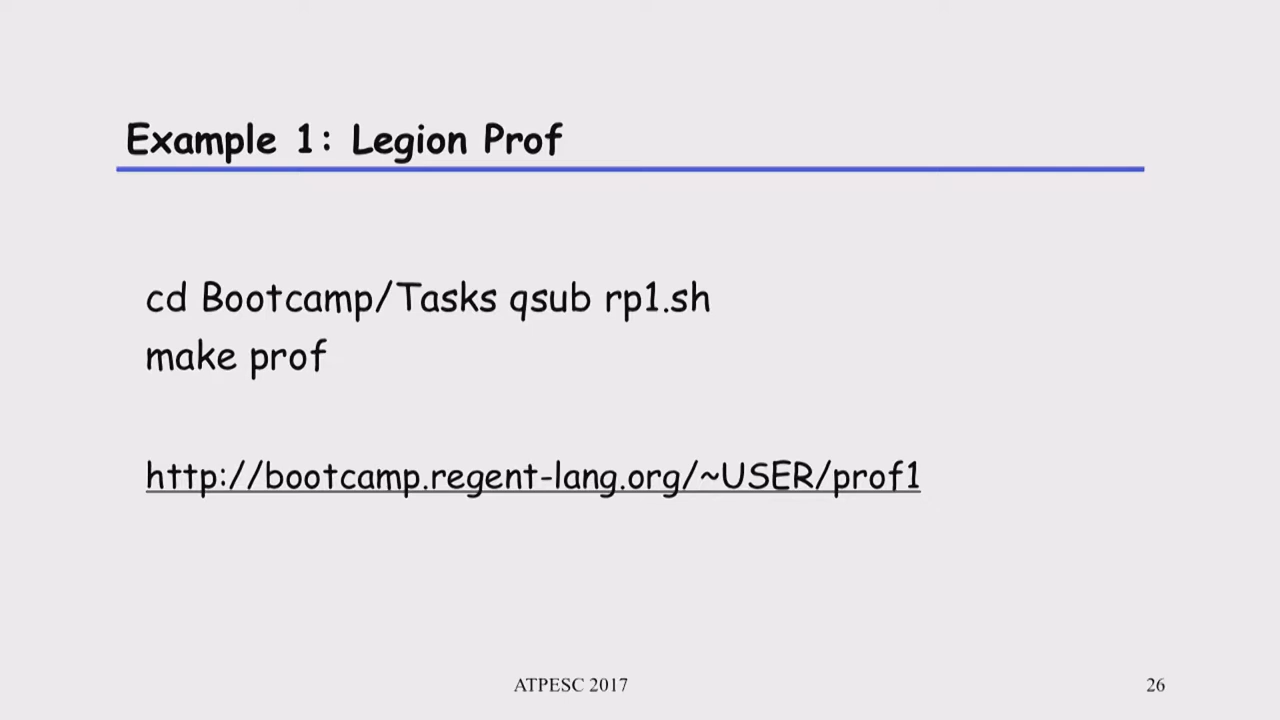 Example 1: Legion Prof
cd Bootcamp/Tasks qsub rp1.sh
make prof
http://bootcamp.regent-lang.org/~USER/prof1
ATPESC 2017
26